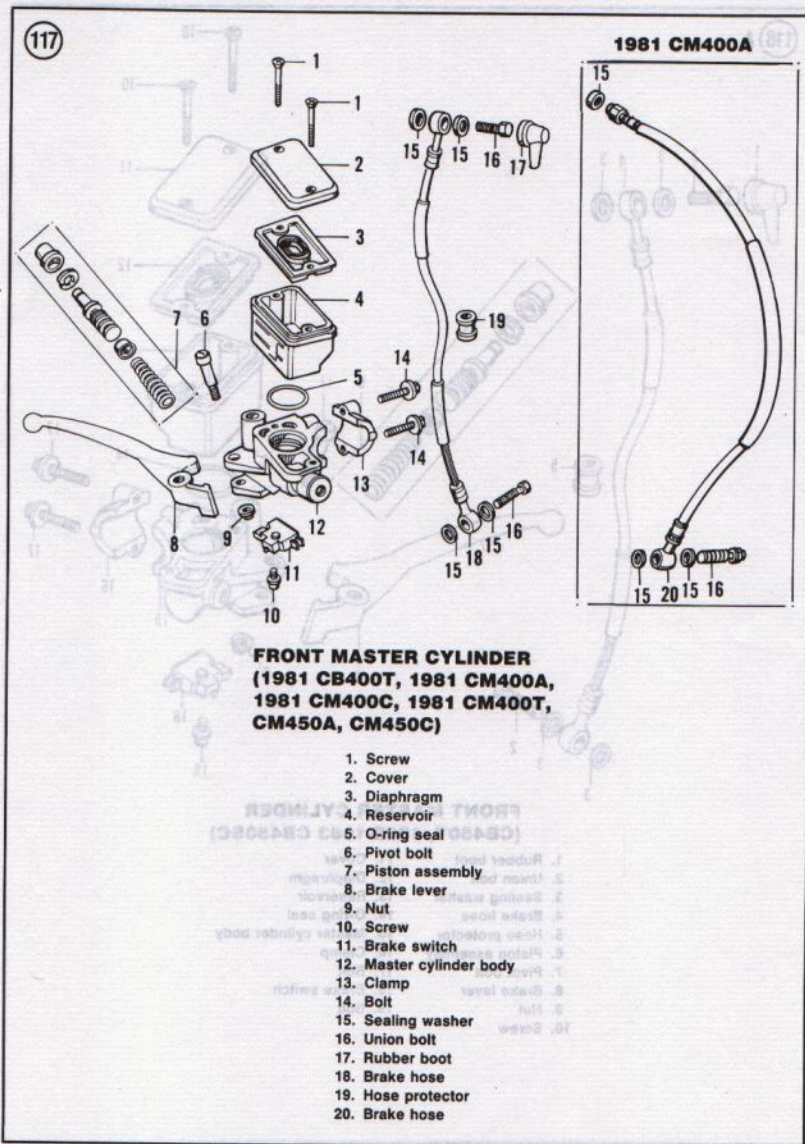 117
1981 CM400A
1
1
2
3
4
5
6
7
8
9
10
11
12
13
14
14
15
15
16
17
19
15
18
15
16
15
15
20
15
16
FRONT MASTER CYLINDER
(1981 CB400T, 1981 CM400A,
1981 CM400C, 1981 CM400T,
CM450A, CM450C)
1. Screw
2. Cover
3. Diaphragm
4. Reservoir
5. O-ring seal
6. Pivot bolt
7. Piston assembly
8. Brake lever
9. Nut
10. Screw
11. Brake switch
12. Master cylinder body
13. Clamp
14. Bolt
15. Sealing washer
16. Union bolt
17. Rubber boot
18. Brake hose
19. Hose protector
20. Brake hose